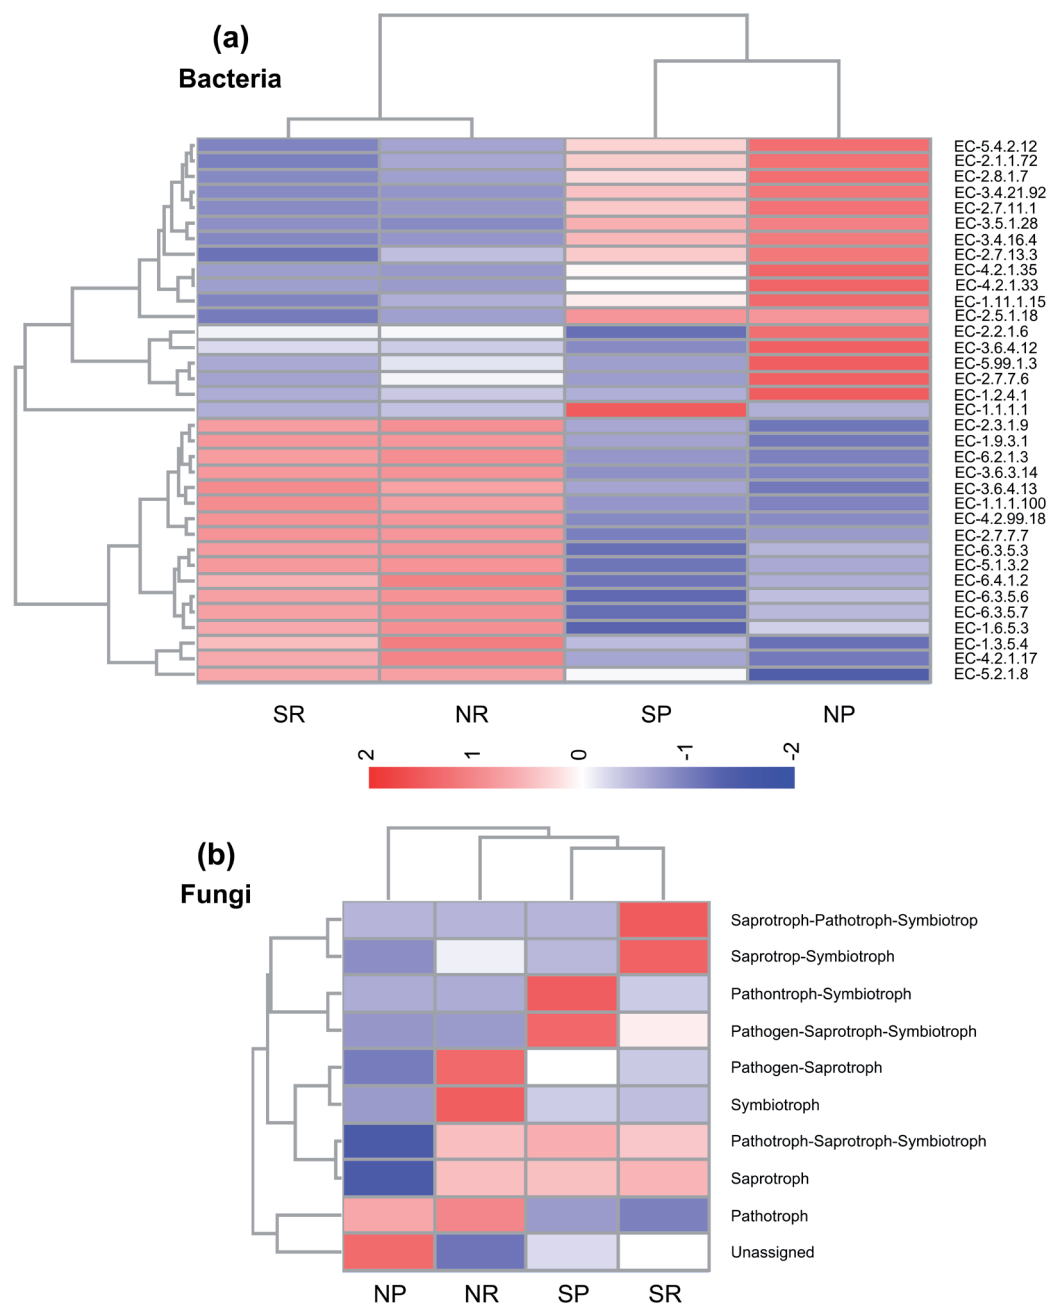 (a)
Bacteria
EC-5.4.2.12
EC-2.1.1.72
EC-2.8.1.7
EC-3.4.21.92
EC-2.7.11.1
EC-3.5.1.28
EC-3.4.16.4
EC-2.7.13.3
EC-4.2.1.35
EC-4.2.1.33
EC-1.11.1.15
EC-2.5.1.18
EC-2.2.1.6
EC-3.6.4.12
EC-5.99.1.3
EC-2.7.7.6
EC-1.2.4.1
EC-1.1.1.1
EC-2.3.1.9
EC-1.9.3.1
EC-6.2.1.3
EC-3.6.3.14
EC-3.6.4.13
EC-1.1.1.100
EC-4.2.99.18
EC-2.7.7.7
EC-6.3.5.3
EC-5.1.3.2
EC-6.4.1.2
EC-6.3.5.6
EC-6.3.5.7
EC-1.6.5.3
EC-1.3.5.4
EC-4.2.1.17
EC-5.2.1.8
SR NR SP NP
2 1 0 -1 -2
(b)
Fungi
Saprotroph-Pathotroph-Symbiotrop
Saprotrop-Symbiotroph
Pathontroph-Symbiotroph
Pathogen-Saprotroph-Symbiotroph
Pathogen-Saprotroph
Symbiotroph
Pathotroph-Saprotroph-Symbiotroph
Saprotroph
Pathotroph
Unassigned
NP NR SP SR